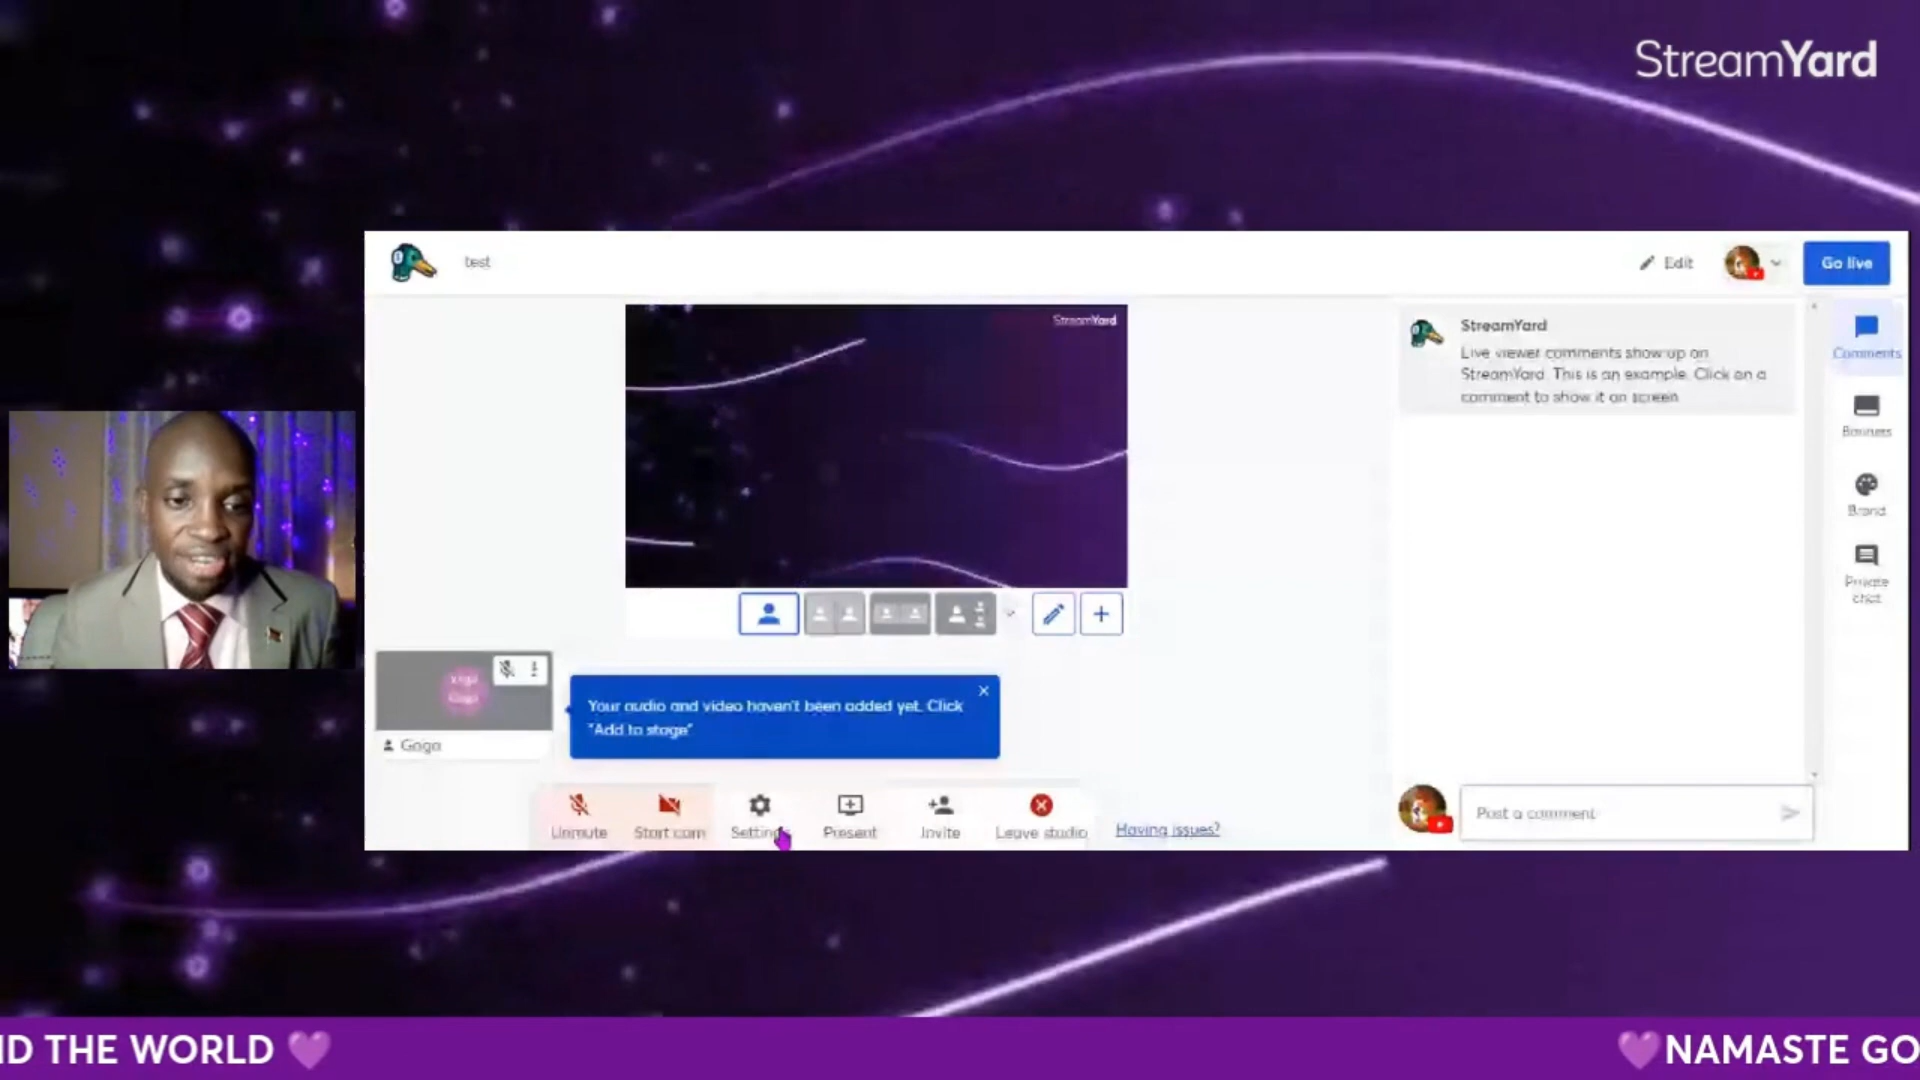 StreamYard
test
Edit
Go live
StreamYard
StreamYard
Live viewer comments show up on
StreamYard. This is an example. Click on a
comment to show it on screen
Comments
Banners
Brand
Private
chat
Your audio and video haven't been added yet. Click
"Add to stage"
Gogo
Unmute
Start cam
Settings
Present
Invite
Leave studio
Having issues?
Post a comment
ID THE WORLD 💜
💜NAMASTE GO